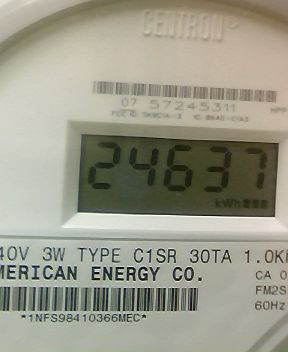 CENTRON
07 57245311
24637
kWh
40V 3W TYPE C1SR 30TA 1.0K
MERICAN ENERGY CO.
CA 0
FM2S
60Hz
*1NFS98410366MEC*